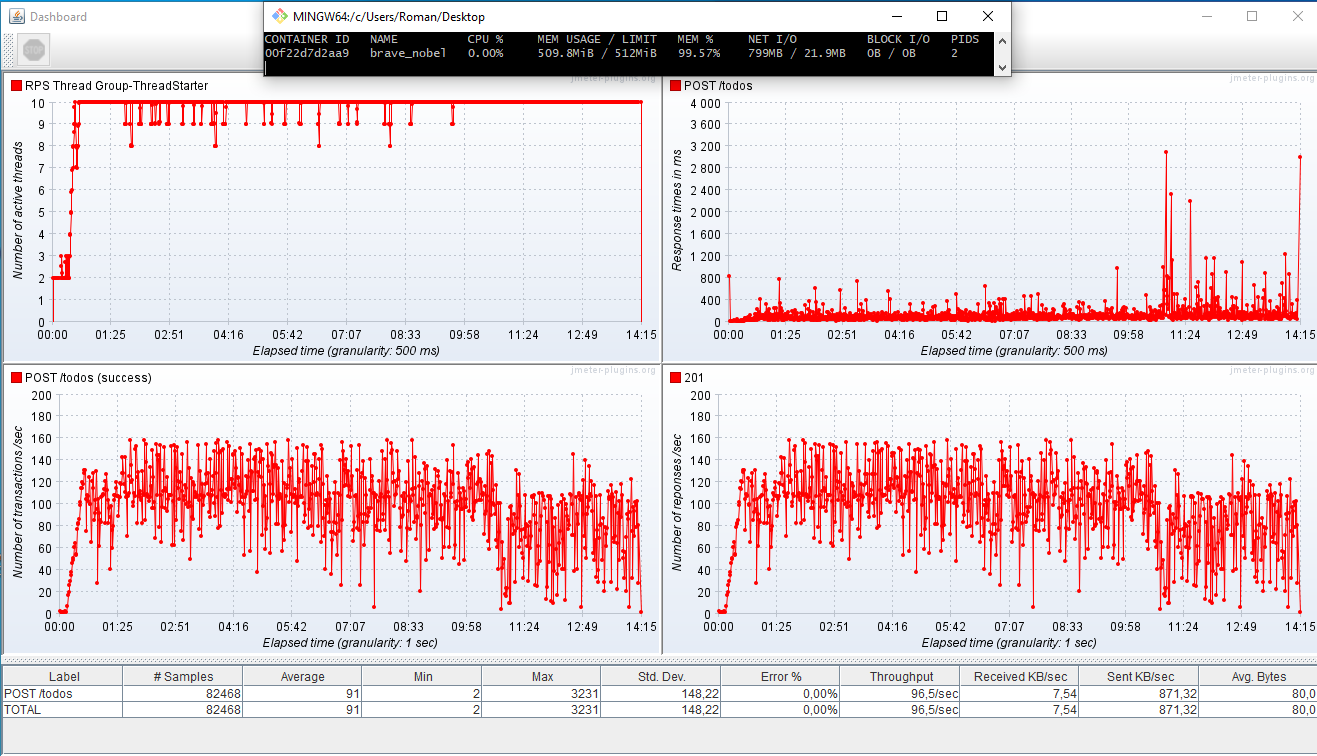 Dashboard
MINGW64:/c/Users/Roman/Desktop
CONTAINER ID NAME CPU % MEM USAGE / LIMIT MEM % NET I/O BLOCK I/O PIDS
00f22d7d2aa9 brave_nobel 0.00% 509.8MiB / 512MiB 99.57% 799MB / 21.9MB 0B / 0B 2
STOP
jmeter-plugins.org
RPS Thread Group-ThreadStarter
10
9
8
7
6
5
4
3
2
1
0
Number of active threads
00:00 01:25 02:51 04:16 05:42 07:07 08:33 09:58 11:24 12:49 14:15
Elapsed time (granularity: 500 ms)
jmeter-plugins.org
POST /todos
4 000
3 600
3 200
2 800
2 400
2 000
1 600
1 200
800
400
0
Response times in ms
00:00 01:25 02:51 04:16 05:42 07:07 08:33 09:58 11:24 12:49 14:15
Elapsed time (granularity: 500 ms)
jmeter-plugins.org
POST /todos (success)
200
180
160
140
120
100
80
60
40
20
0
Number of transactions /sec
00:00 01:25 02:51 04:16 05:42 07:07 08:33 09:58 11:24 12:49 14:15
Elapsed time (granularity: 1 sec)
jmeter-plugins.org
201
200
180
160
140
120
100
80
60
40
20
0
Number of reponses /sec
00:00 01:25 02:51 04:16 05:42 07:07 08:33 09:58 11:24 12:49 14:15
Elapsed time (granularity: 1 sec)
Label # Samples Average Min Max Std. Dev. Error % Throughput Received KB/sec Sent KB/sec Avg. Bytes
POST /todos 82468 91 2 3231 148,22 0,00% 96,5/sec 7,54 871,32 80,0
TOTAL 82468 91 2 3231 148,22 0,00% 96,5/sec 7,54 871,32 80,0